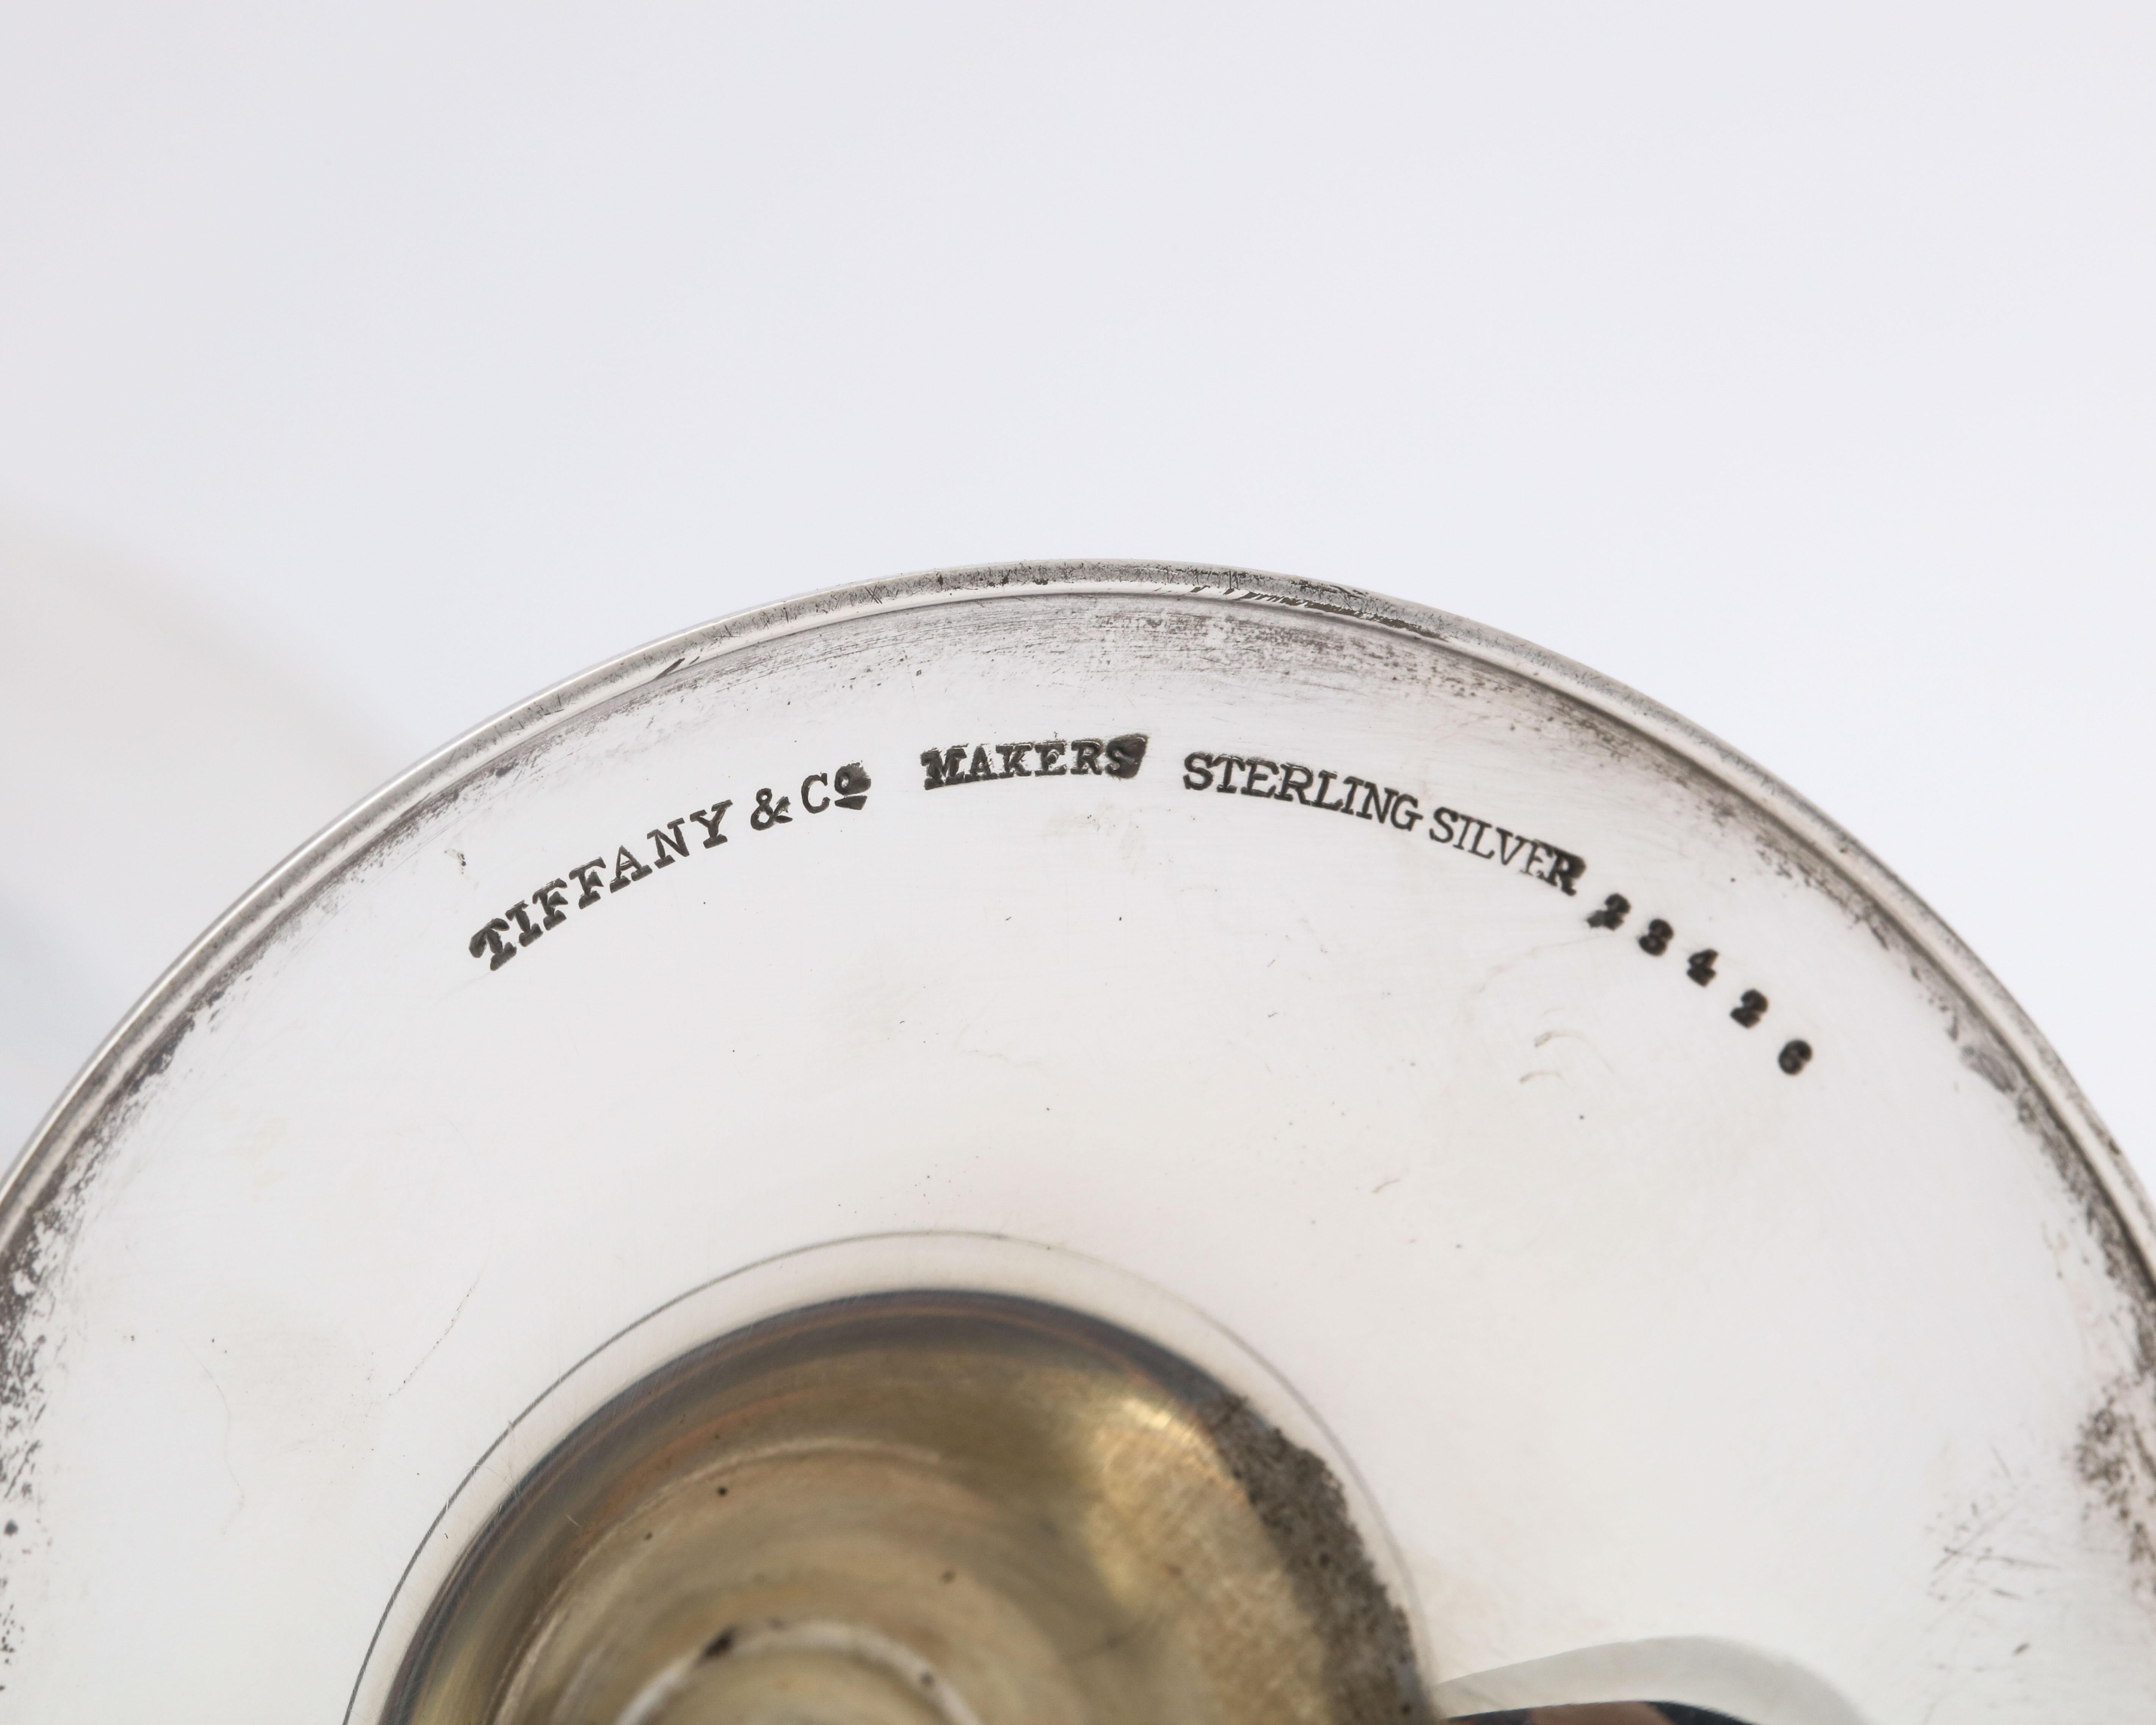 TIFFANY & Cº MAKERS STERLING SILVER 23426